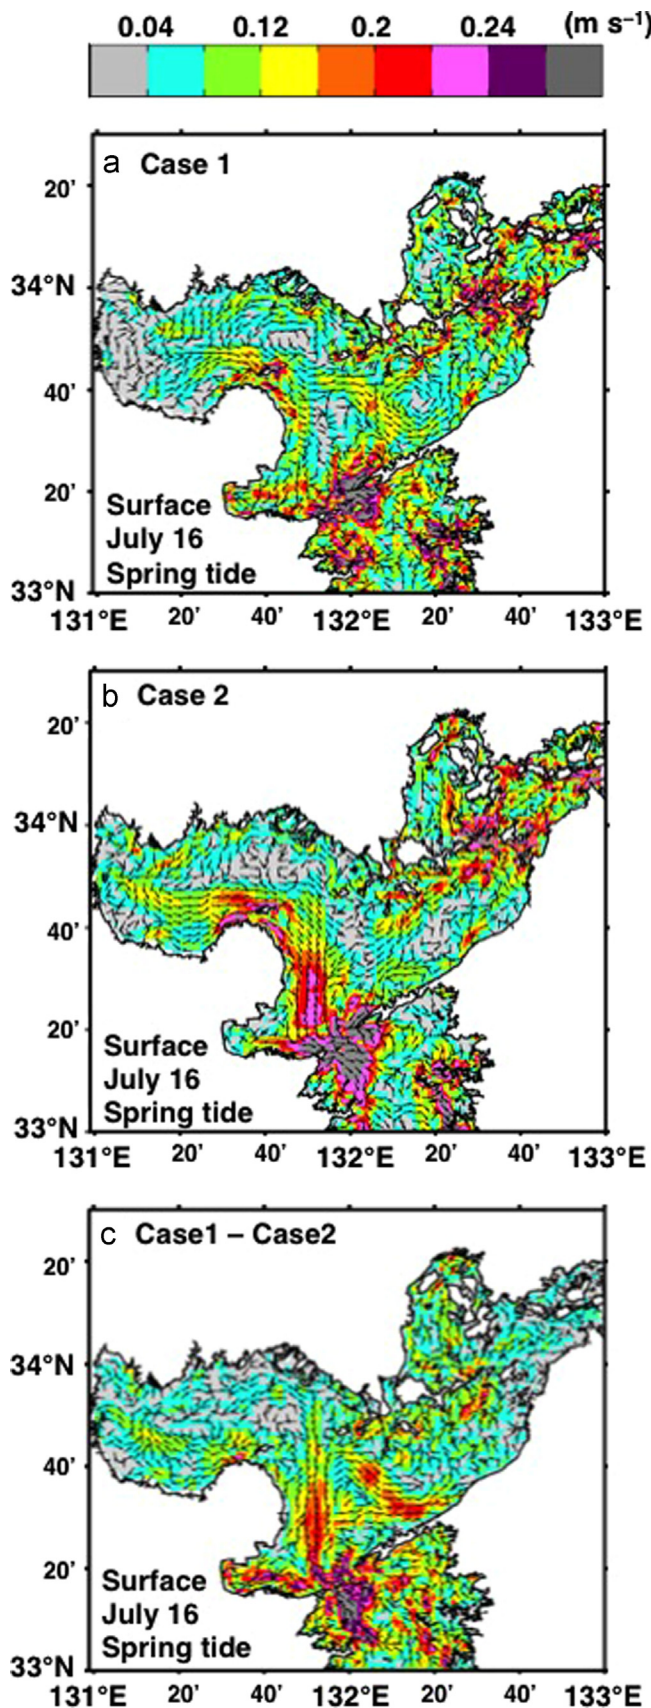 0.04 0.12 0.2 0.24 (m s⁻¹)
a Case 1
20’
34°N
40’
20’
Surface
July 16
Spring tide
33°N
131°E 20’ 40’ 132°E 20’ 40’ 133°E
b Case 2
20’
34°N
40’
20’
Surface
July 16
Spring tide
33°N
131°E 20’ 40’ 132°E 20’ 40’ 133°E
c Case1 – Case2
20’
34°N
40’
20’
Surface
July 16
Spring tide
33°N
131°E 20’ 40’ 132°E 20’ 40’ 133°E